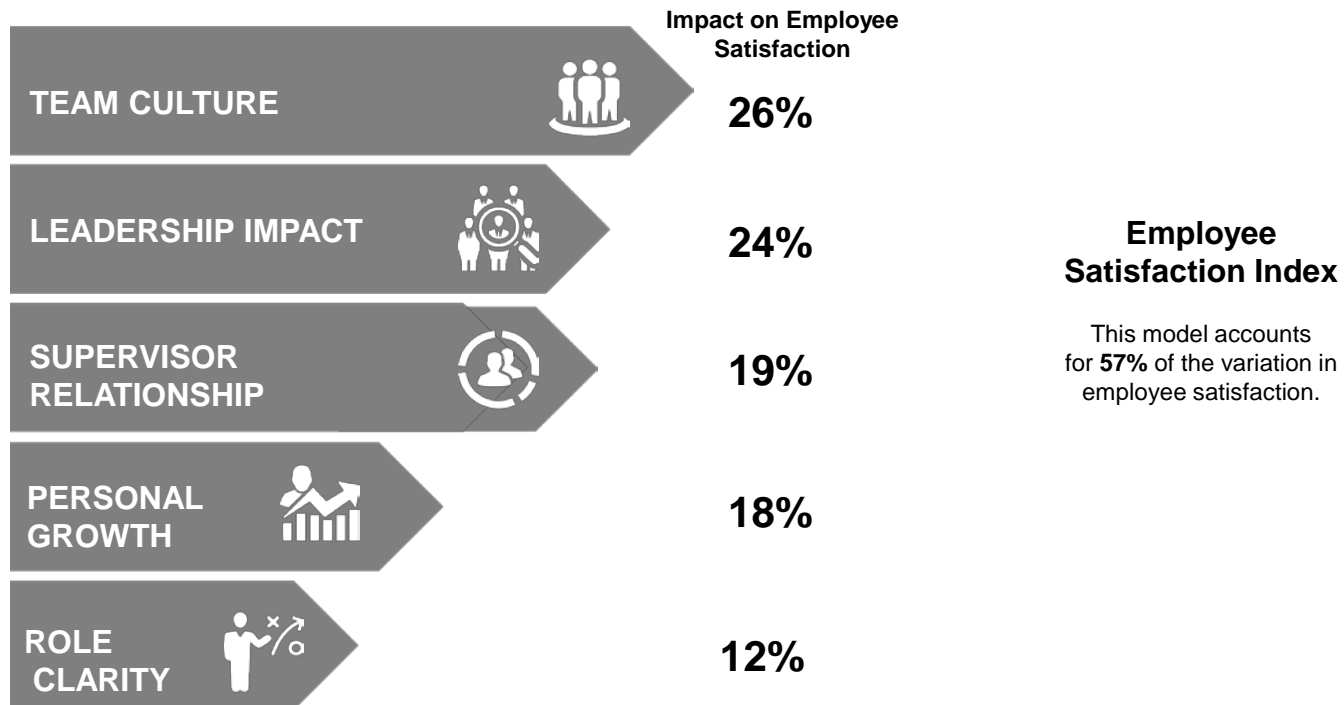 Impact on Employee
Satisfaction
TEAM CULTURE
26%
LEADERSHIP IMPACT
24%
SUPERVISOR
RELATIONSHIP
19%
PERSONAL
GROWTH
18%
ROLE
CLARITY
12%
Employee
Satisfaction Index
This model accounts
for 57% of the variation in
employee satisfaction.